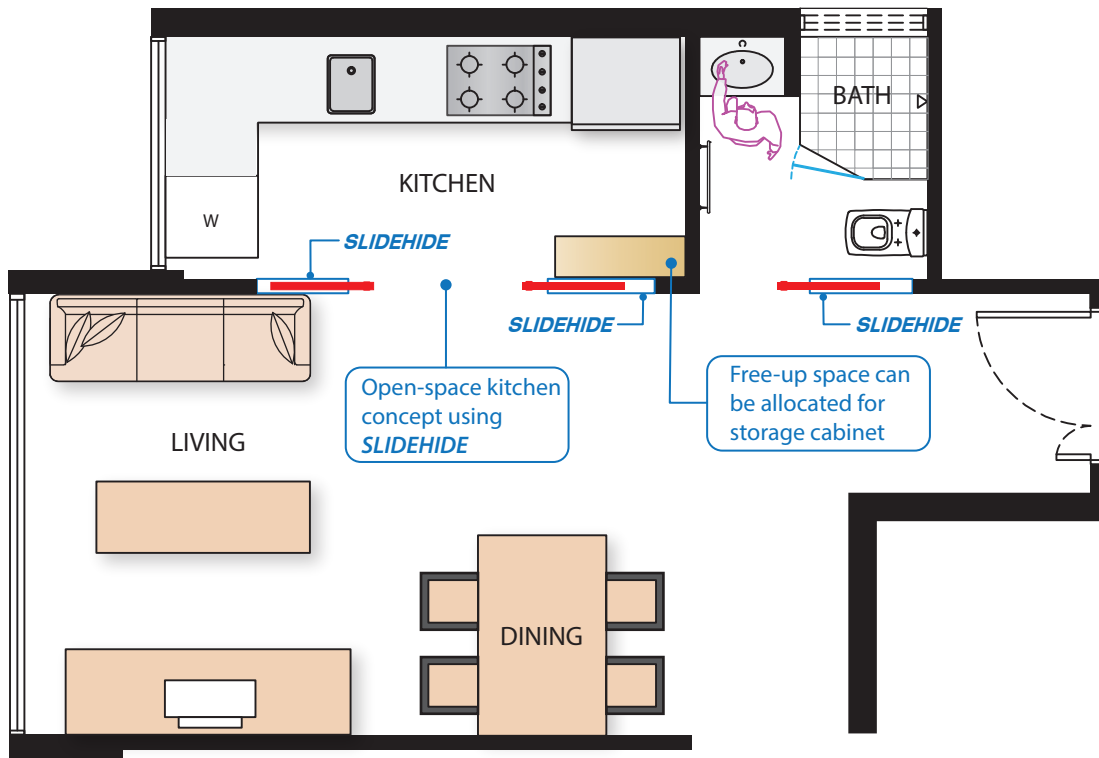 BATH
KITCHEN
W
SLIDEHIDE
SLIDEHIDE
SLIDEHIDE
Open-space kitchen
concept using
SLIDEHIDE
Free-up space can
be allocated for
storage cabinet
LIVING
DINING